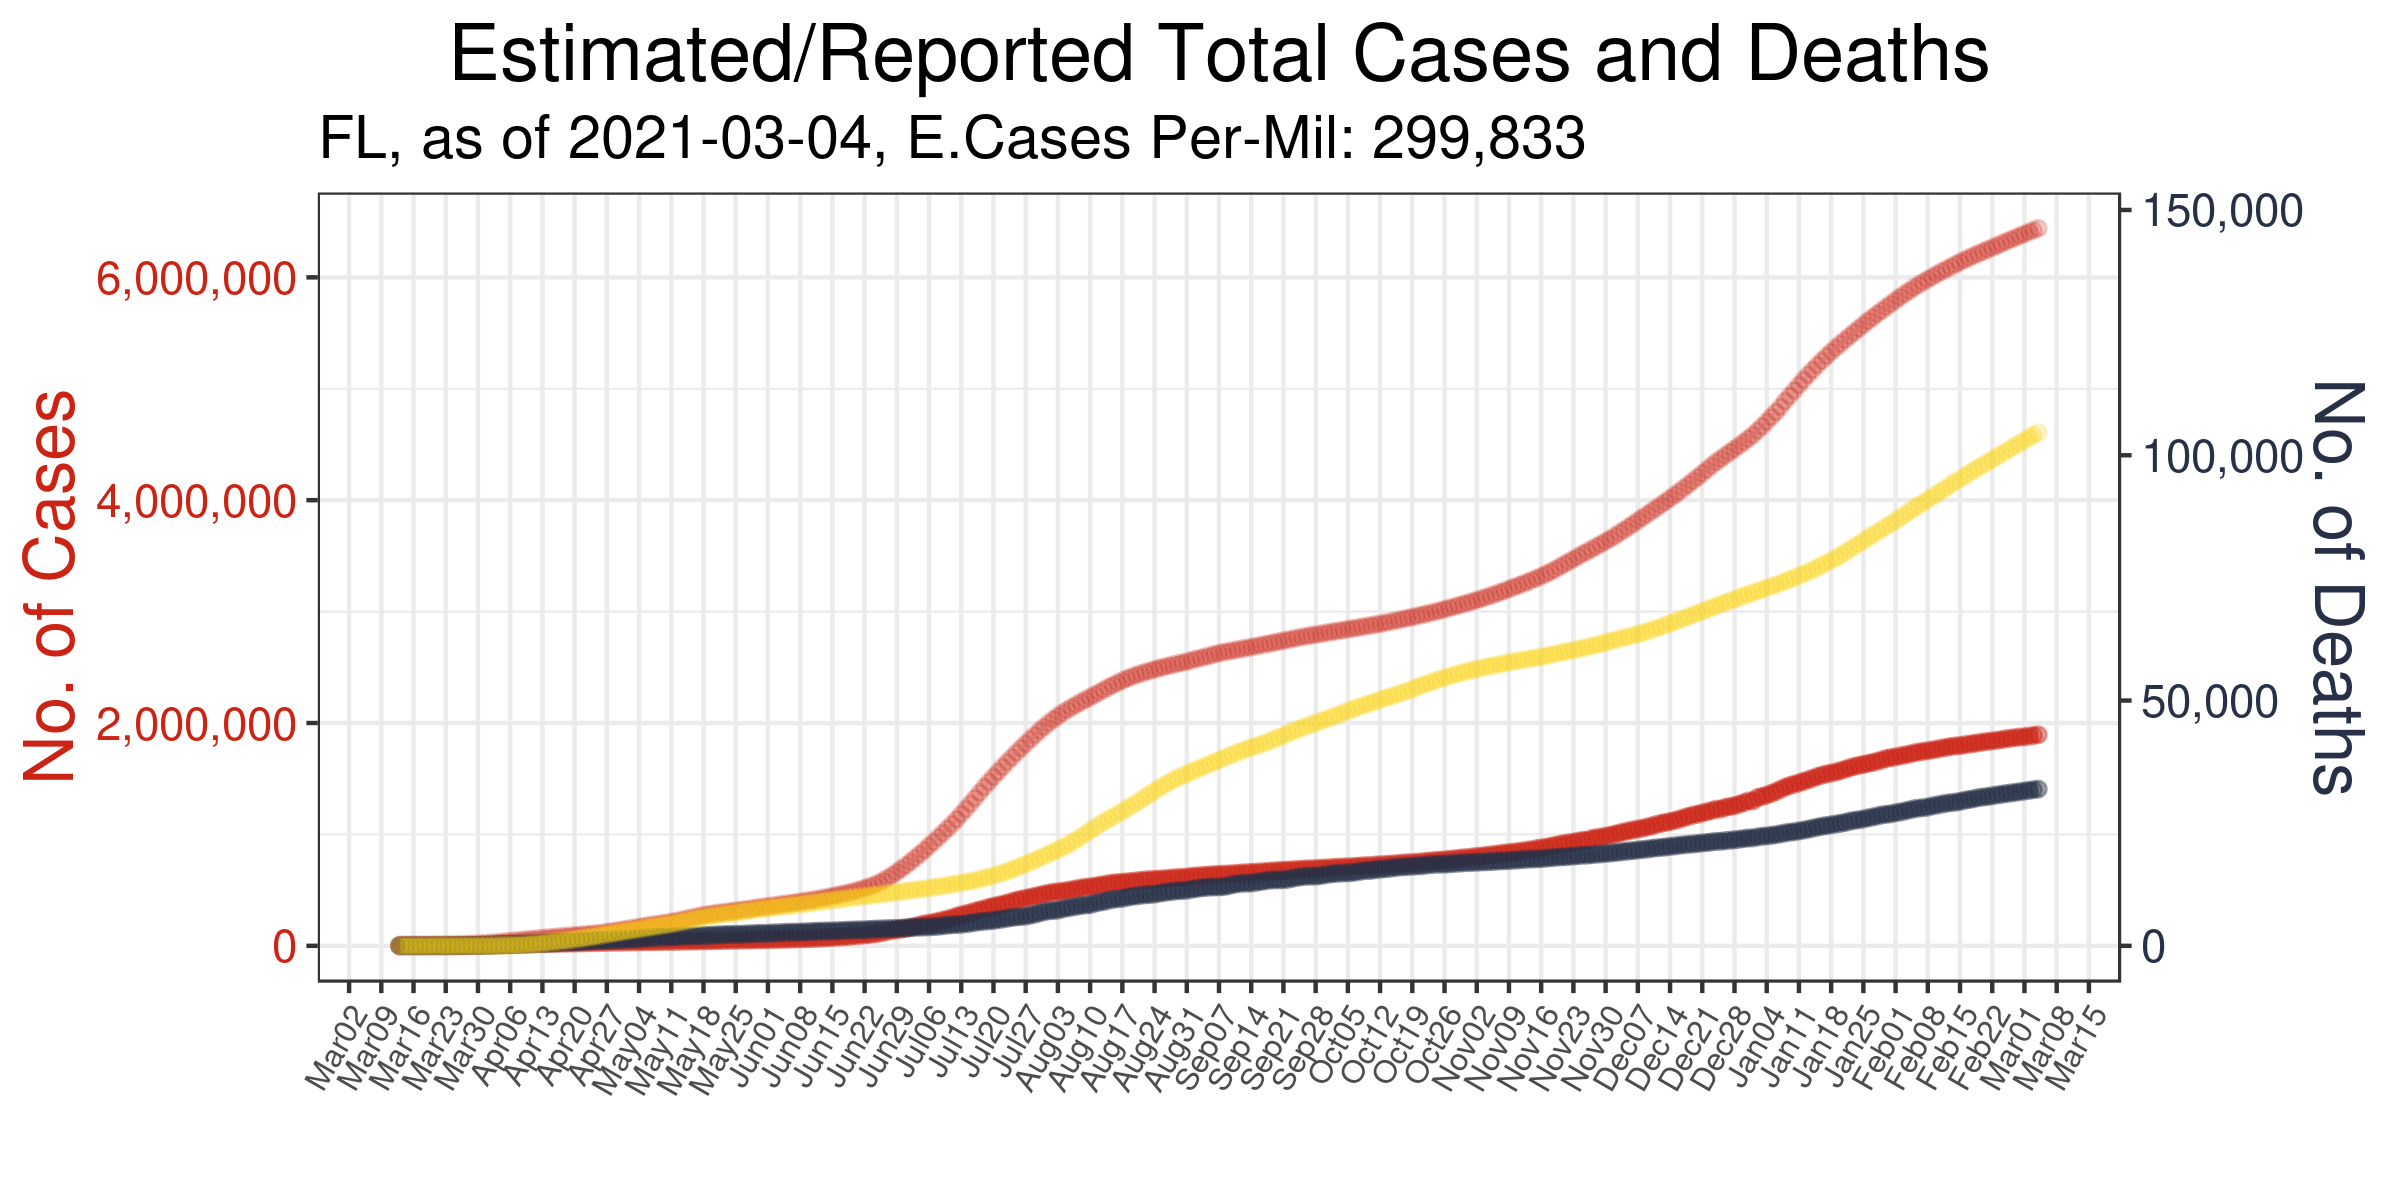 Estimated/Reported Total Cases and Deaths
FL, as of 2021-03-04, E.Cases Per-Mil: 299,833
No. of Cases
6,000,000
4,000,000
2,000,000
0
150,000
100,000
50,000
0
No. of Deaths
Mar02 Mar09 Mar16 Mar23 Mar30 Apr06 Apr13 Apr20 Apr27 May04 May11 May18 May25 Jun01 Jun08 Jun15 Jun22 Jun29 Jul06 Jul13 Jul20 Jul27 Aug03 Aug10 Aug17 Aug24 Aug31 Sep07 Sep14 Sep21 Sep28 Oct05 Oct12 Oct19 Oct26 Nov02 Nov09 Nov16 Nov23 Nov30 Dec07 Dec14 Dec21 Dec28 Jan04 Jan11 Jan18 Jan25 Feb01 Feb08 Feb15 Feb22 Mar01 Mar08 Mar15